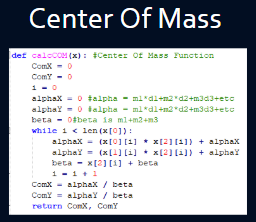 Center Of Mass
def calcCOM(x): #Center Of Mass Function
ComX = 0
ComY = 0
i = 0
alphaX = 0 #alpha = m1*d1+m2*d2+m3d3+etc
alphaY = 0 #alpha = m1*d1+m2*d2+m3d3+etc
beta = 0#beta is m1+m2+m3
while i < len(x[0]):
alphaX = (x[0][i] * x[2][i]) + alphaX
alphaY = (x[1][i] * x[2][i]) + alphaY
beta = x[2][i] + beta
i = i + 1
ComX = alphaX / beta
ComY = alphaY / beta
return ComX, ComY